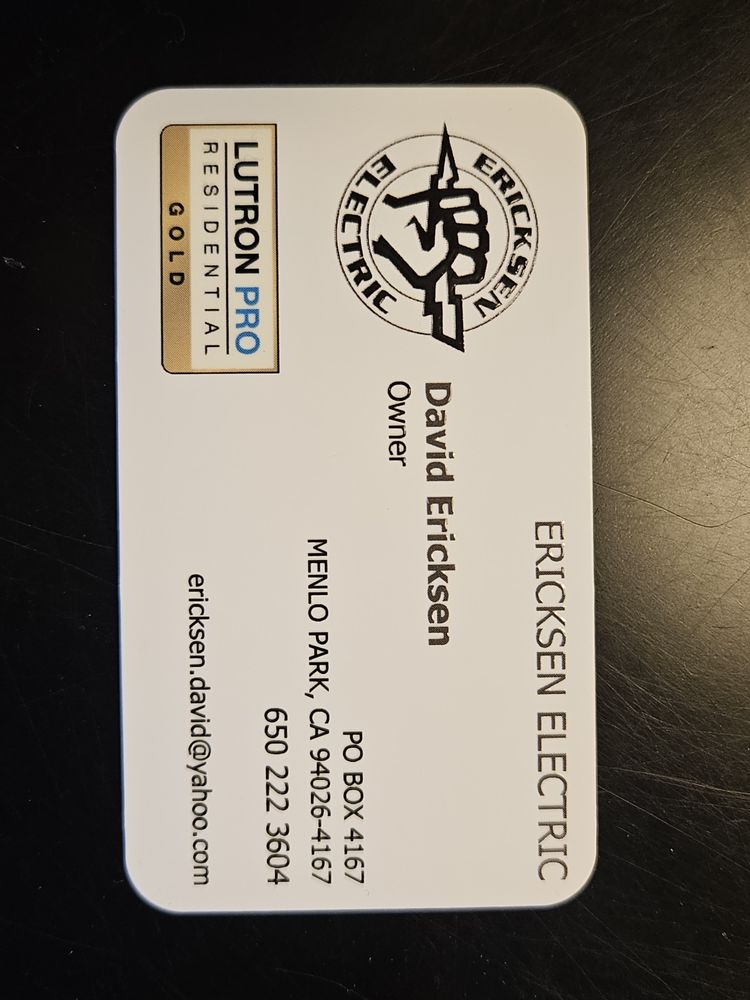 ERICKSEN ELECTRIC
ERICKSEN
ELECTRIC
David Ericksen
Owner
PO BOX 4167
MENLO PARK, CA 94026-4167
650 222 3604
ericksen.david@yahoo.com
LUTRON PRO
RESIDENTIAL
GOLD